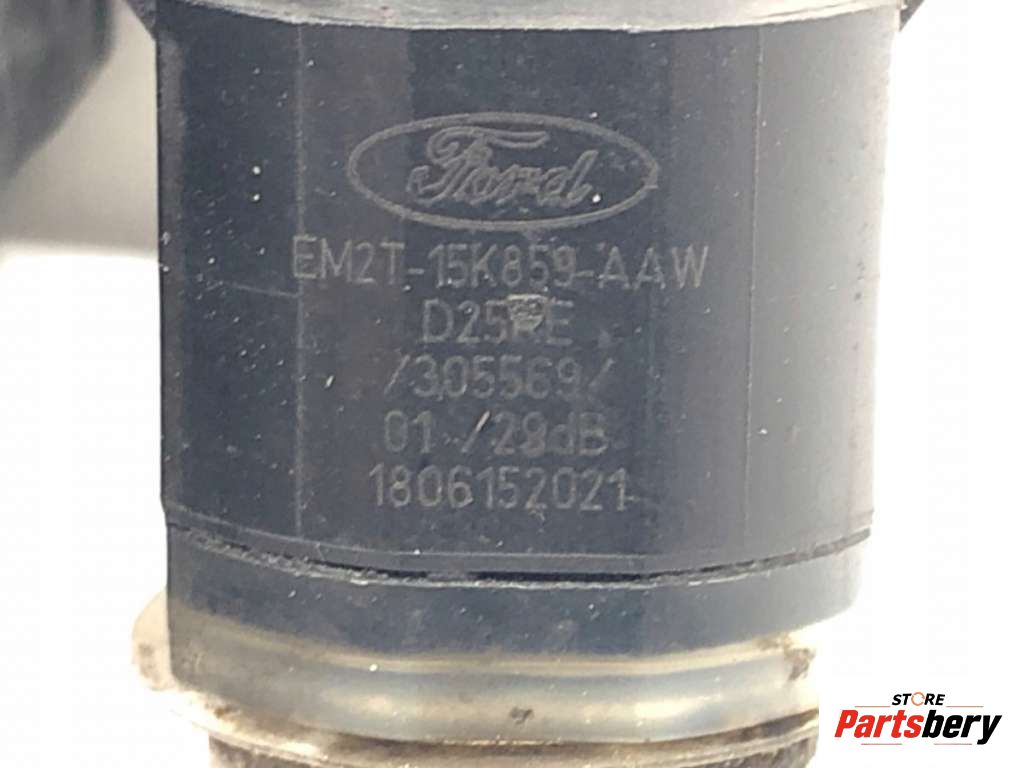 Ford
EM2T-15K859-AAW
/305569/
01 /28dB
1806152021
STORE
Partsbery